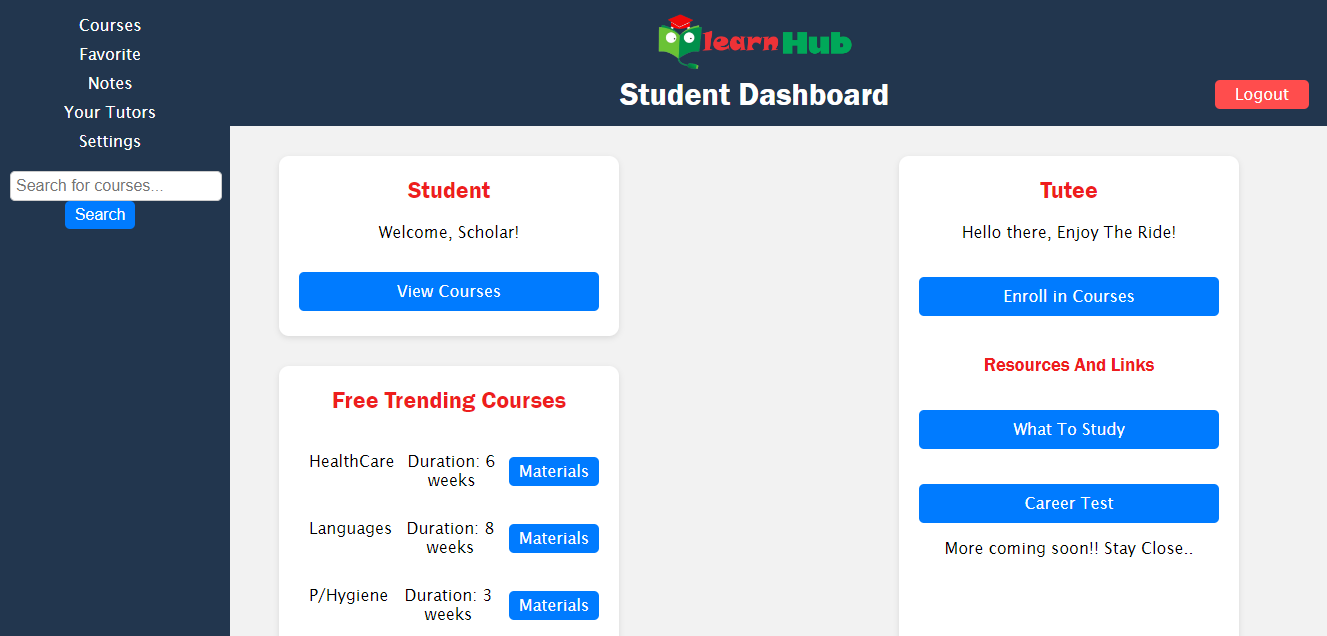 Courses
Favorite
Notes
Your Tutors
Settings
Search for courses...
Search
learnHub
Student Dashboard
Logout
Student
Welcome, Scholar!
View Courses
Free Trending Courses
HealthCare
Duration: 6
weeks
Materials
Languages
Duration: 8
weeks
Materials
P/Hygiene
Duration: 3
weeks
Materials
Tutee
Hello there, Enjoy The Ride!
Enroll in Courses
Resources And Links
What To Study
Career Test
More coming soon!! Stay Close..